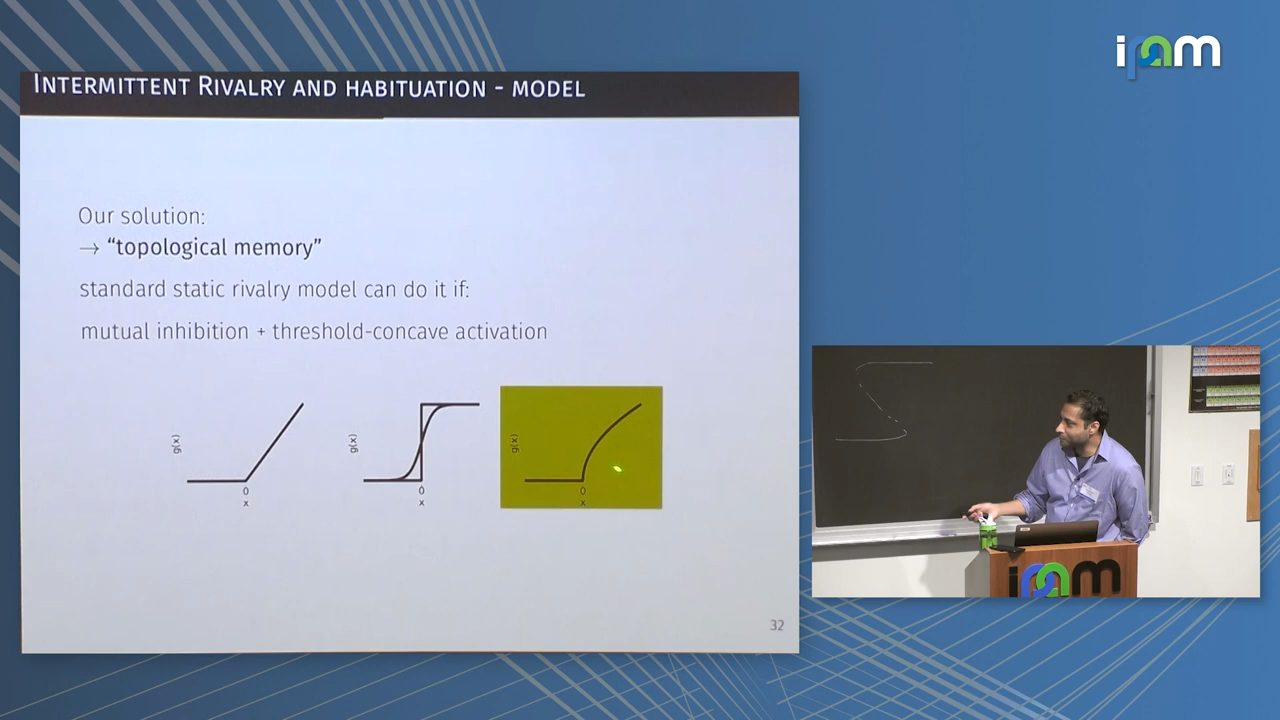 ipam
INTERMITTENT RIVALRY AND HABITUATION - MODEL
Our solution:
→ “topological memory”
standard static rivalry model can do it if:
mutual inhibition + threshold-concave activation
g(x)
0
x
g(x)
0
x
g(x)
0
x
32
ipam